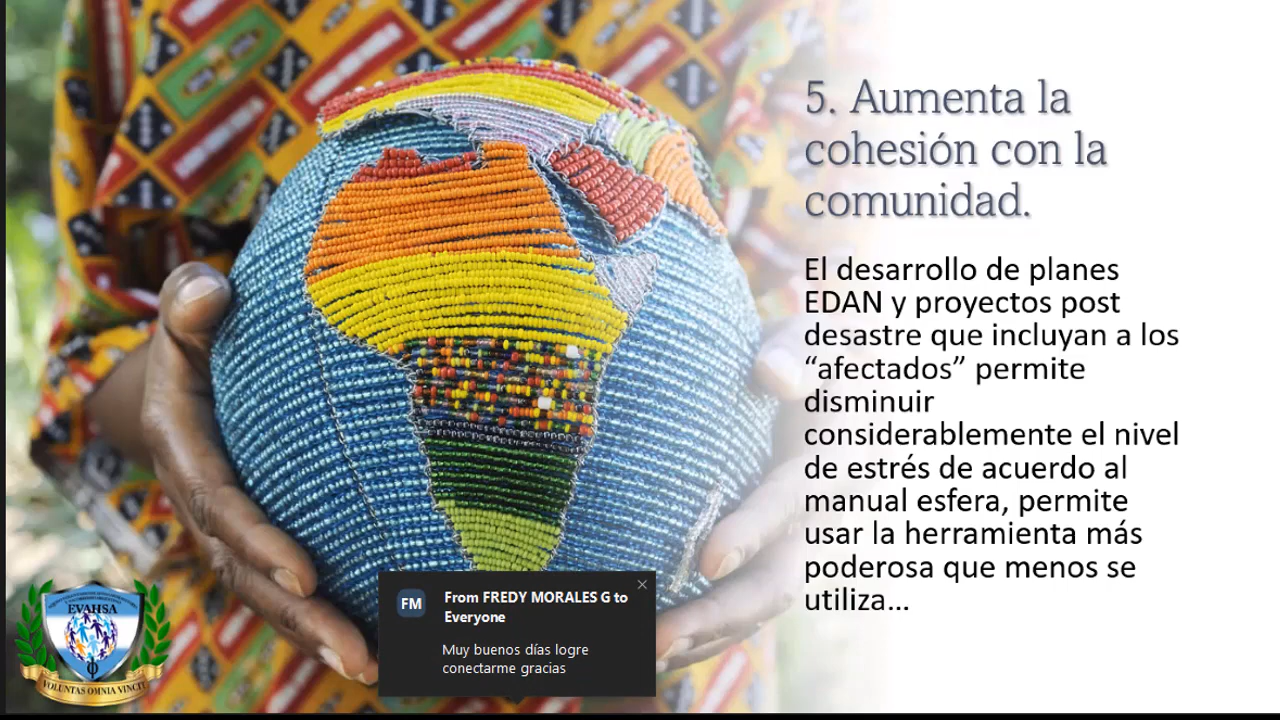 5. Aumenta la
cohesión con la
comunidad.
El desarrollo de planes
EDAN y proyectos post
desastre que incluyan a los
“afectados” permite
disminuir
considerablemente el nivel
de estrés de acuerdo al
manual esfera, permite
usar la herramienta más
poderosa que menos se
utiliza...
FM
From FREDY MORALES G to
Everyone
Muy buenos días logre
conectarme gracias
EVAHSA
VOLUNTAS OMNIA VINCIT